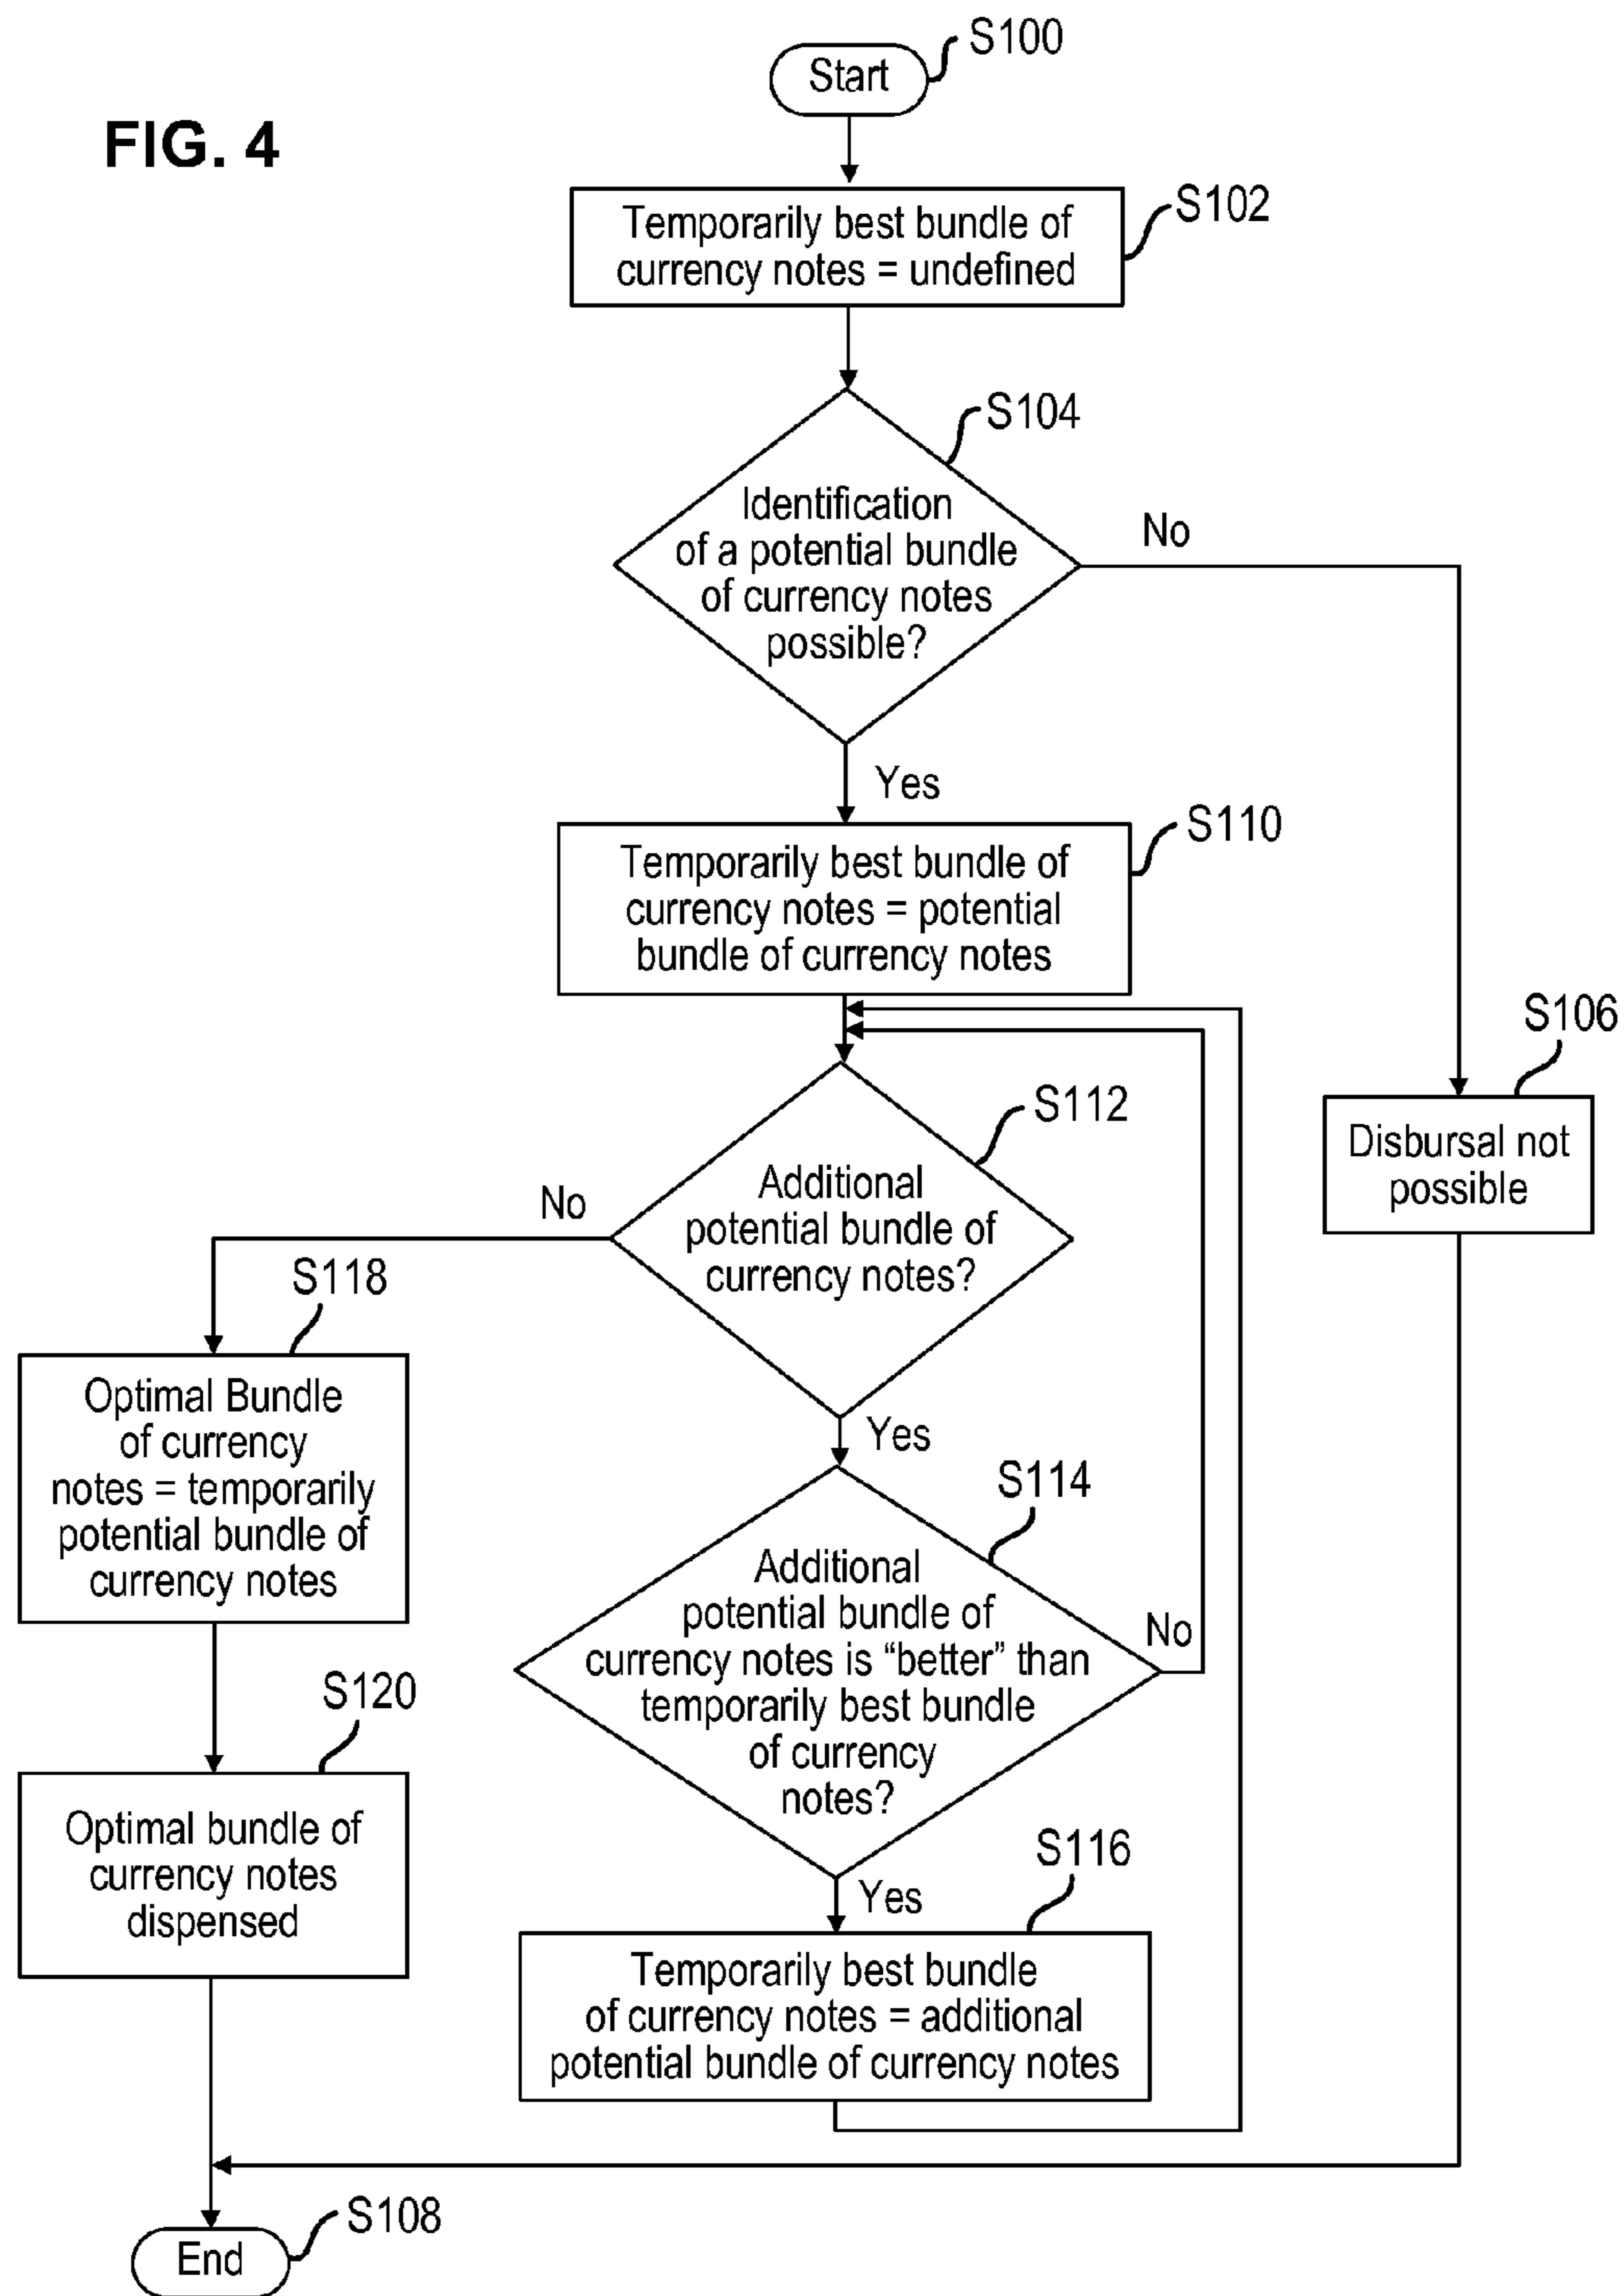 S100
Start
FIG. 4
S102
Temporarily best bundle of
currency notes = undefined
S104
Identification
of a potential bundle
of currency notes
possible?
No
Yes
S110
Temporarily best bundle of
currency notes = potential
bundle of currency notes
S106
Disbursal not
possible
S112
Additional
potential bundle of
currency notes?
No
Yes
S118
Optimal Bundle
of currency
notes = temporarily
potential bundle of
currency notes
S114
Additional
potential bundle of
currency notes is “better” than
temporarily best bundle
of currency
notes?
No
Yes
S120
Optimal bundle of
currency notes
dispensed
S116
Temporarily best bundle
of currency notes = additional
potential bundle of currency notes
S108
End